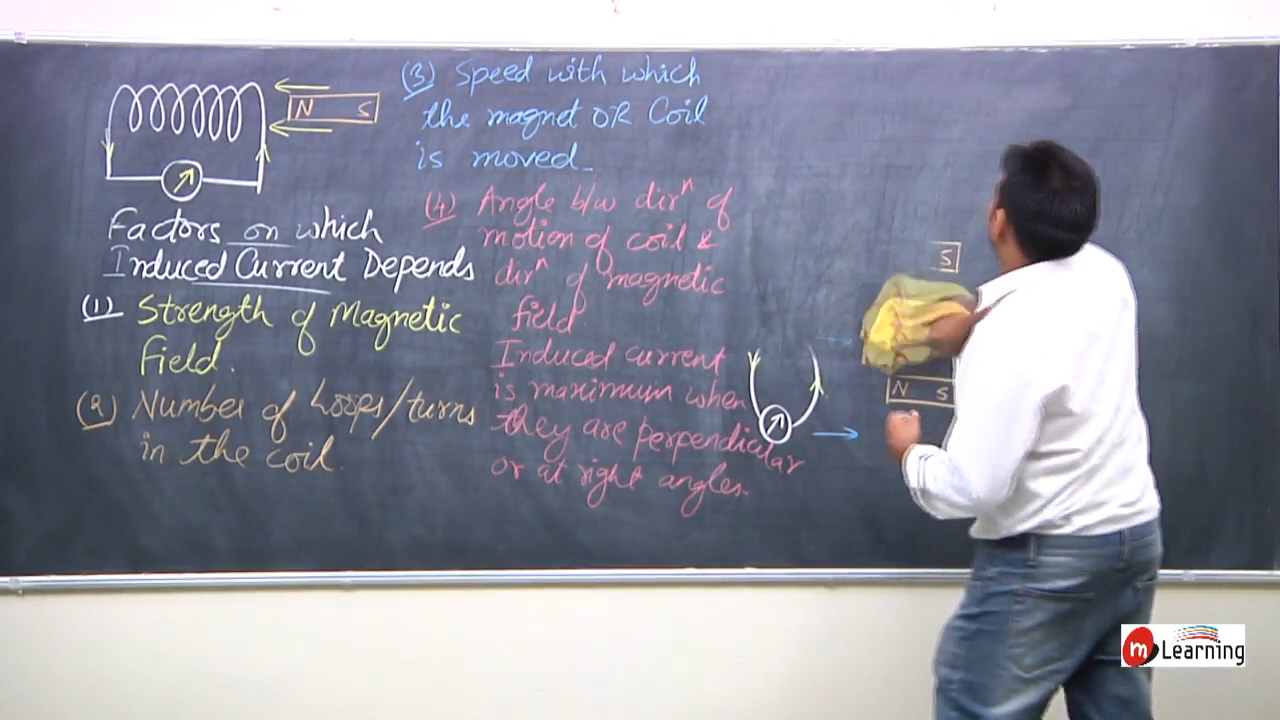 N S
Factors on which
Induced Current Depends
(1) Strength of Magnetic
Field.
(2) Number of Loops/turns
in the coil.
(3) Speed with which
the magnet OR Coil
is moved.
(4) Angle b/w dirⁿ of
motion of coil &
dirⁿ of magnetic
field.
Induced current
is maximum when
they are perpendicular
or at right angles.
S
N S
m Learning